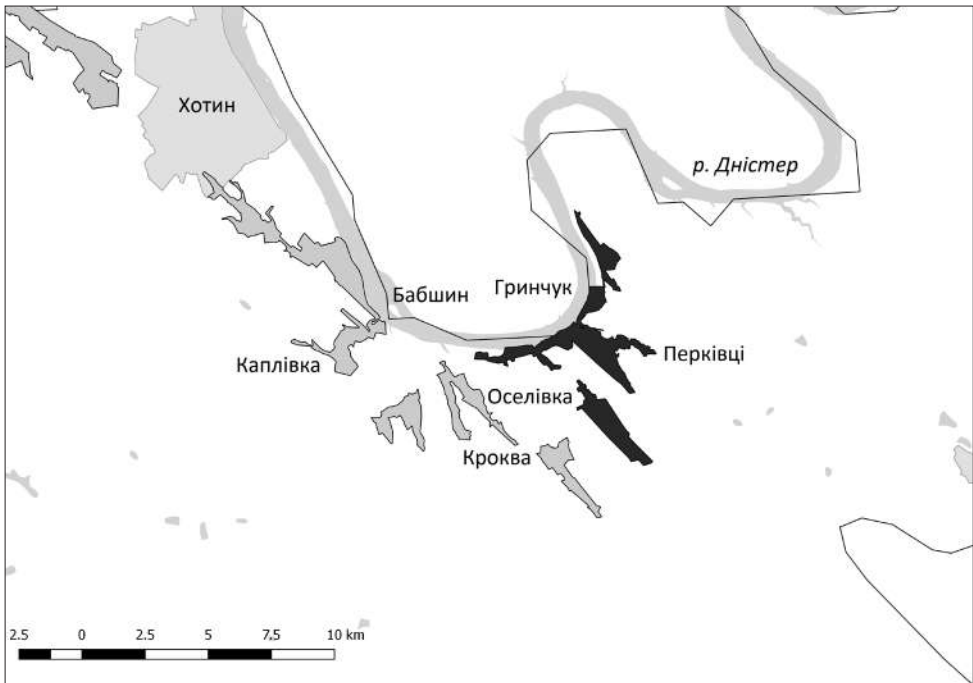 Хотин
р. Дністер
Гринчук
Бабшин
Перківці
Каплівка
Оселівка
Кроква
2.5 0 2.5 5 7.5 10 km